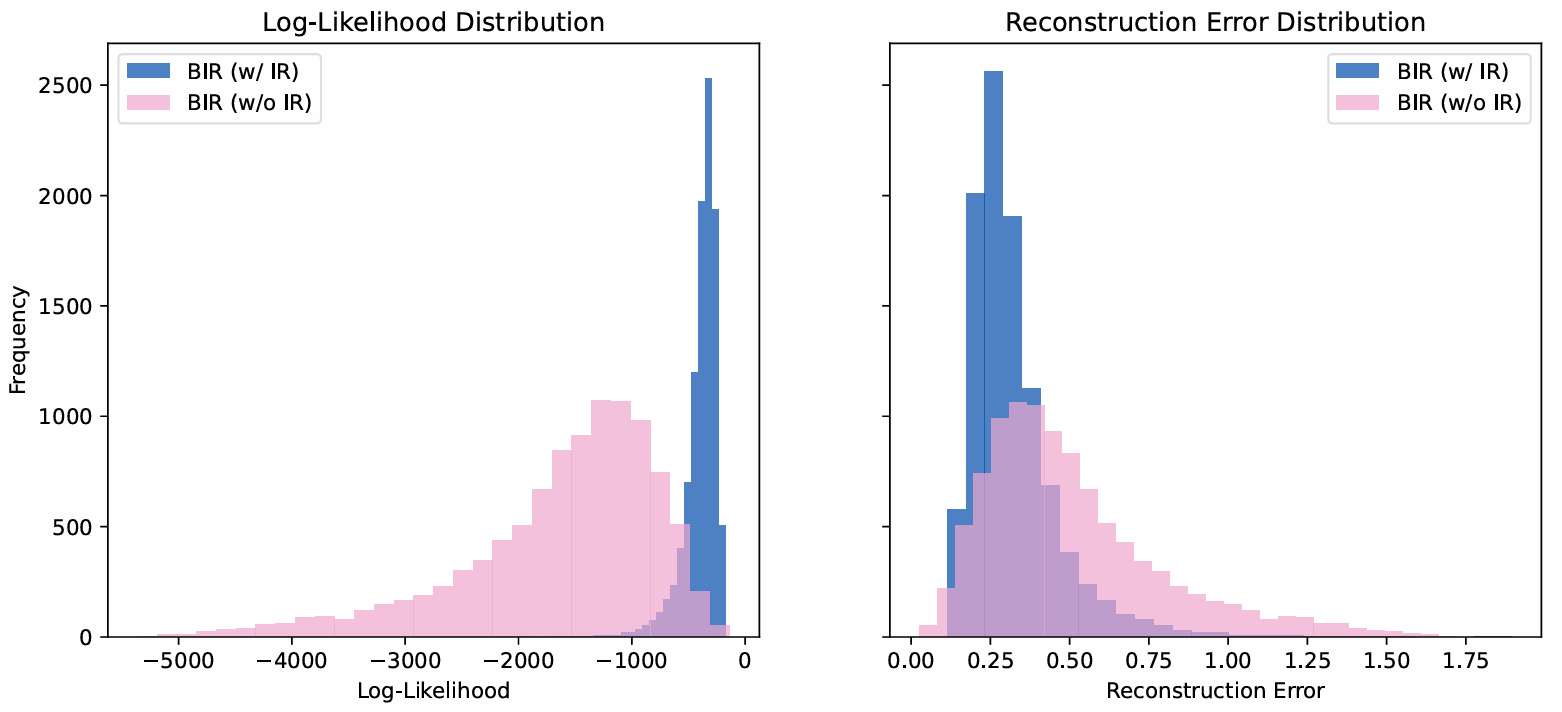 Log-Likelihood Distribution
BIR (w/ IR)
BIR (w/o IR)
Frequency
2500
2000
1500
1000
500
0
−5000 −4000 −3000 −2000 −1000 0
Log-Likelihood
Reconstruction Error Distribution
BIR (w/ IR)
BIR (w/o IR)
0.00 0.25 0.50 0.75 1.00 1.25 1.50 1.75
Reconstruction Error